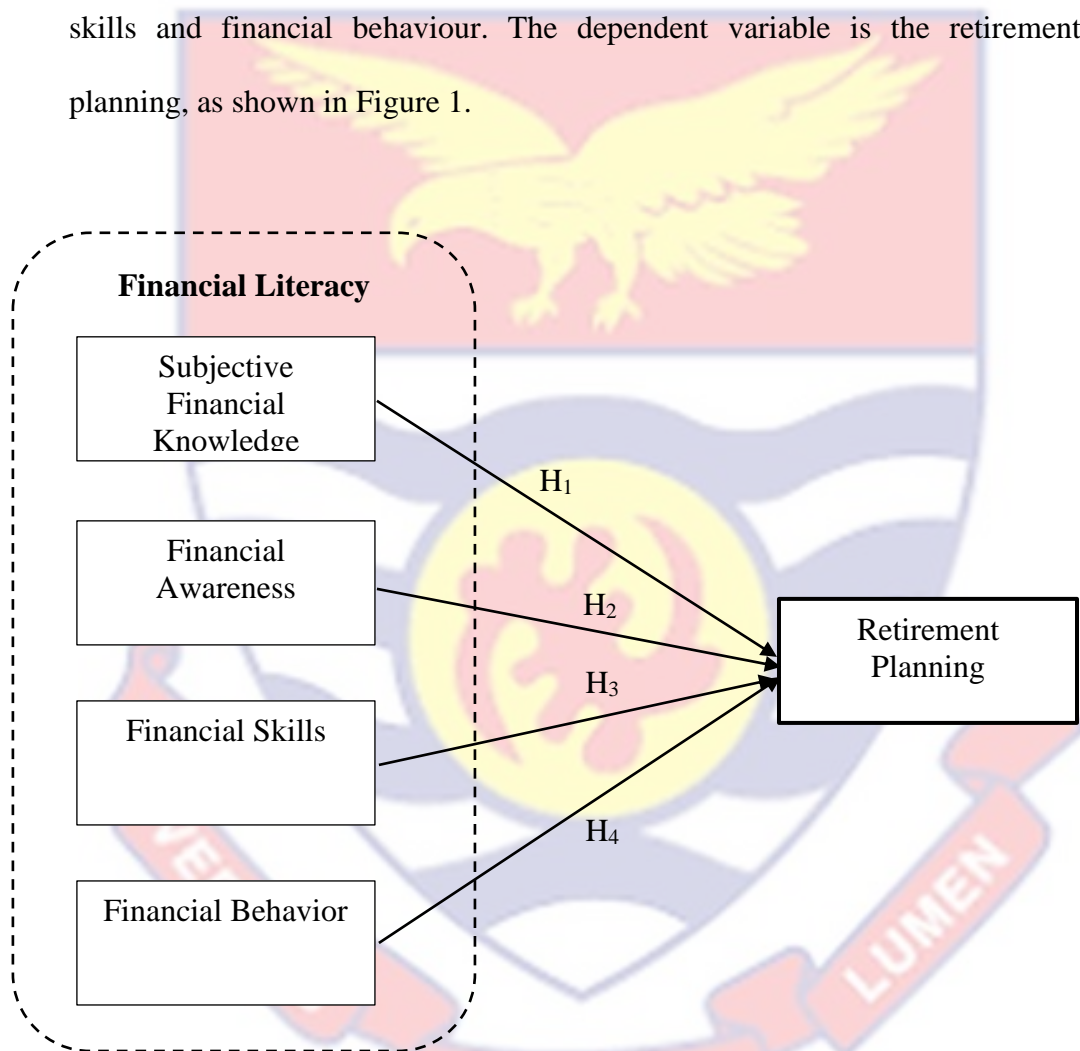 skills and financial behaviour. The dependent variable is the retirement
planning, as shown in Figure 1.
Financial Literacy
Subjective
Financial
Knowledge
H1
Financial
Awareness
H2
Retirement
Planning
H3
Financial Skills
H4
Financial Behavior
LUMEN